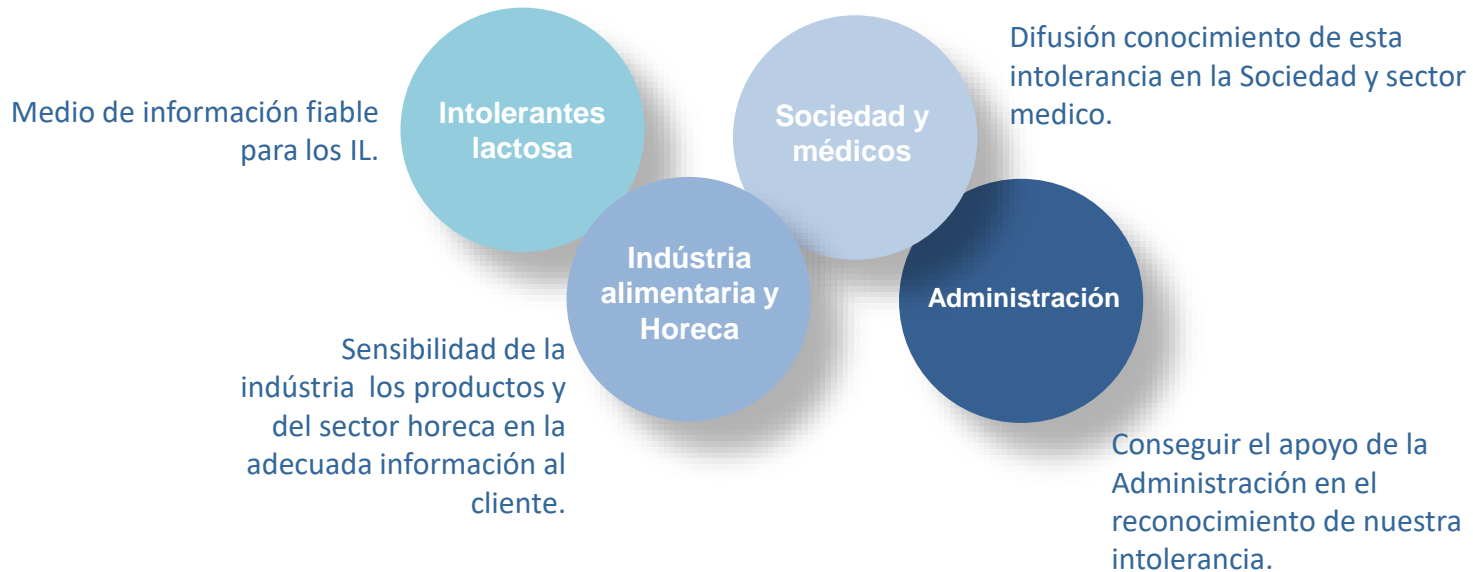 Medio de información fiable
para los IL.
Intolerantes
lactosa
Sociedad y
médicos
Difusión conocimiento de esta
intolerancia en la Sociedad y sector
medico.
Indústria
alimentaria y
Horeca
Sensibilidad de la
indústria  los productos y
del sector horeca en la
adecuada información al
cliente.
Administración
Conseguir el apoyo de la
Administración en el
reconocimiento de nuestra
intolerancia.